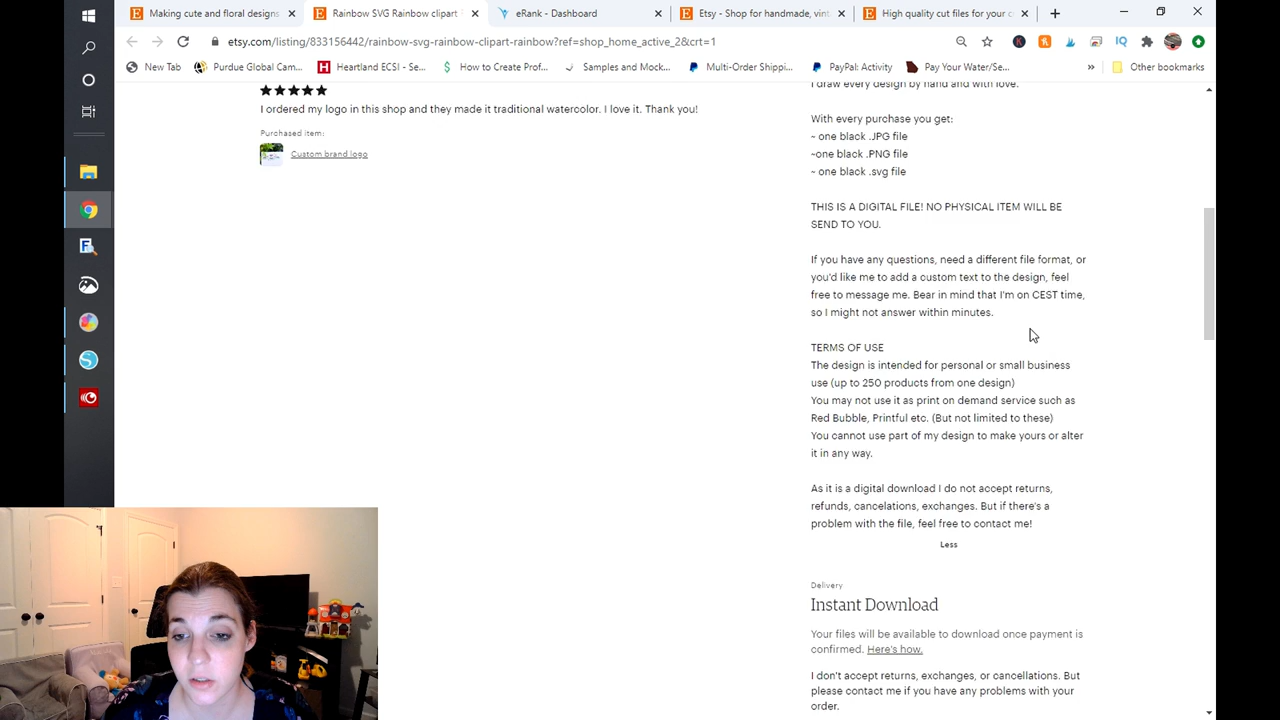 Making cute and floral designs
Rainbow SVG Rainbow clipart
eRank - Dashboard
Etsy - Shop for handmade, vint
High quality cut files for your c
etsy.com/listing/833156442/rainbow-svg-rainbow-clipart-rainbow?ref=shop_home_active_2&crt=1
New Tab
Purdue Global Cam...
Heartland ECSI - Se...
How to Create Prof...
Samples and Mock...
Multi-Order Shippi...
PayPal: Activity
Pay Your Water/Se...
»
Other bookmarks
I ordered my logo in this shop and they made it traditional watercolor. I love it. Thank you!
Purchased item:
Custom brand logo
I draw every design by hand and with love.
With every purchase you get:
~ one black .JPG file
~one black .PNG file
~ one black .svg file
THIS IS A DIGITAL FILE! NO PHYSICAL ITEM WILL BE
SEND TO YOU.
If you have any questions, need a different file format, or
you'd like me to add a custom text to the design, feel
free to message me. Bear in mind that I'm on CEST time,
so I might not answer within minutes.
TERMS OF USE
The design is intended for personal or small business
use (up to 250 products from one design)
You may not use it as print on demand service such as
Red Bubble, Printful etc. (But not limited to these)
You cannot use part of my design to make yours or alter
it in any way.
As it is a digital download I do not accept returns,
refunds, cancelations, exchanges. But if there's a
problem with the file, feel free to contact me!
Less
Delivery
Instant Download
Your files will be available to download once payment is
confirmed. Here's how.
I don't accept returns, exchanges, or cancellations. But
please contact me if you have any problems with your
order.